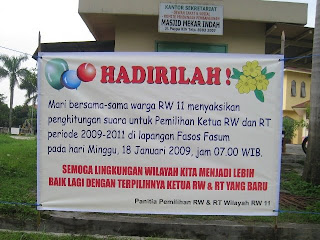 KANTOR SEKRETARIAT
MASJID MEKAR INDAH
HADIRILAH !
Mari bersama-sama warga RW 11 menyaksikan
penghitungan suara untuk Pemilihan Ketua RW dan RT
periode 2009-2011 di lapangan Fasos Fasum
pada hari Minggu, 18 Januari 2009, jam 07.00 WIB.
SEMOGA LINGKUNGAN WILAYAH KITA MENJADI LEBIH
BAIK LAGI DENGAN TERPILIHNYA KETUA RW & RT YANG BARU
Panitia Pemilihan RW & RT Wilayah RW 11